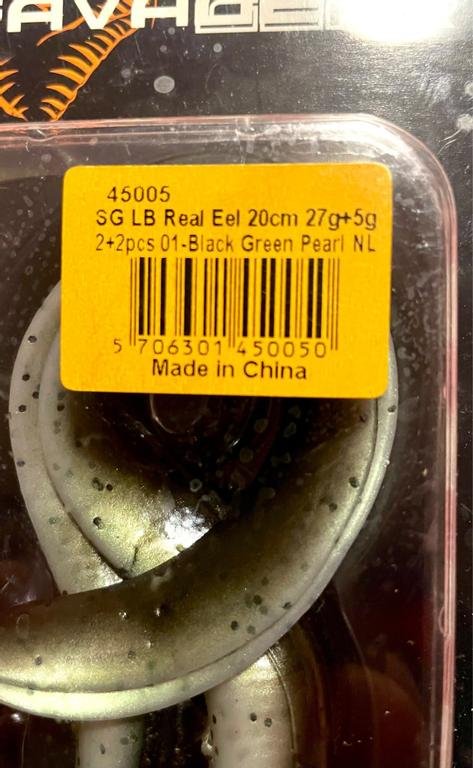 SAVAGE
45005
SG LB Real Eel 20cm 27g+5g
2+2pcs 01-Black Green Pearl NL
5 706301 450050
Made in China